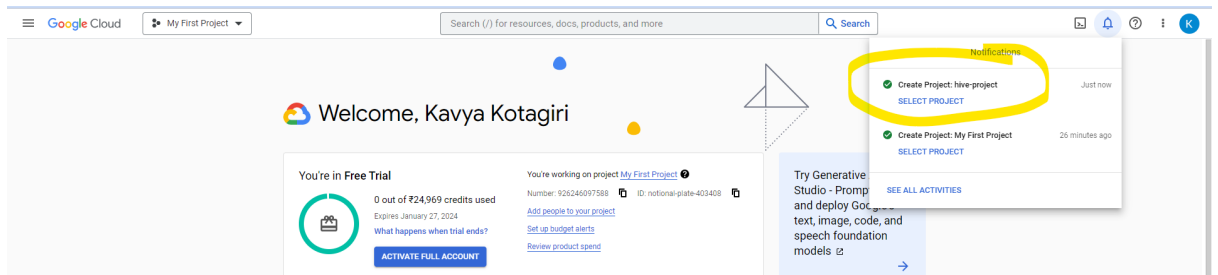 Google Cloud
My First Project
Search (/) for resources, docs, products, and more
Search
K
Notifications
Create Project: hive-project
Just now
SELECT PROJECT
Create Project: My First Project
26 minutes ago
SELECT PROJECT
SEE ALL ACTIVITIES
Welcome, Kavya Kotagiri
You're in Free Trial
0 out of ₹24,969 credits used
Expires January 27, 2024
What happens when trial ends?
ACTIVATE FULL ACCOUNT
You're working on project My First Project
Number: 926246097588 ID: notional-plate-403408
Add people to your project
Set up budget alerts
Review product spend
Try Generative
Studio - Promp
and deploy Goog
text, image, code, and
speech foundation
models